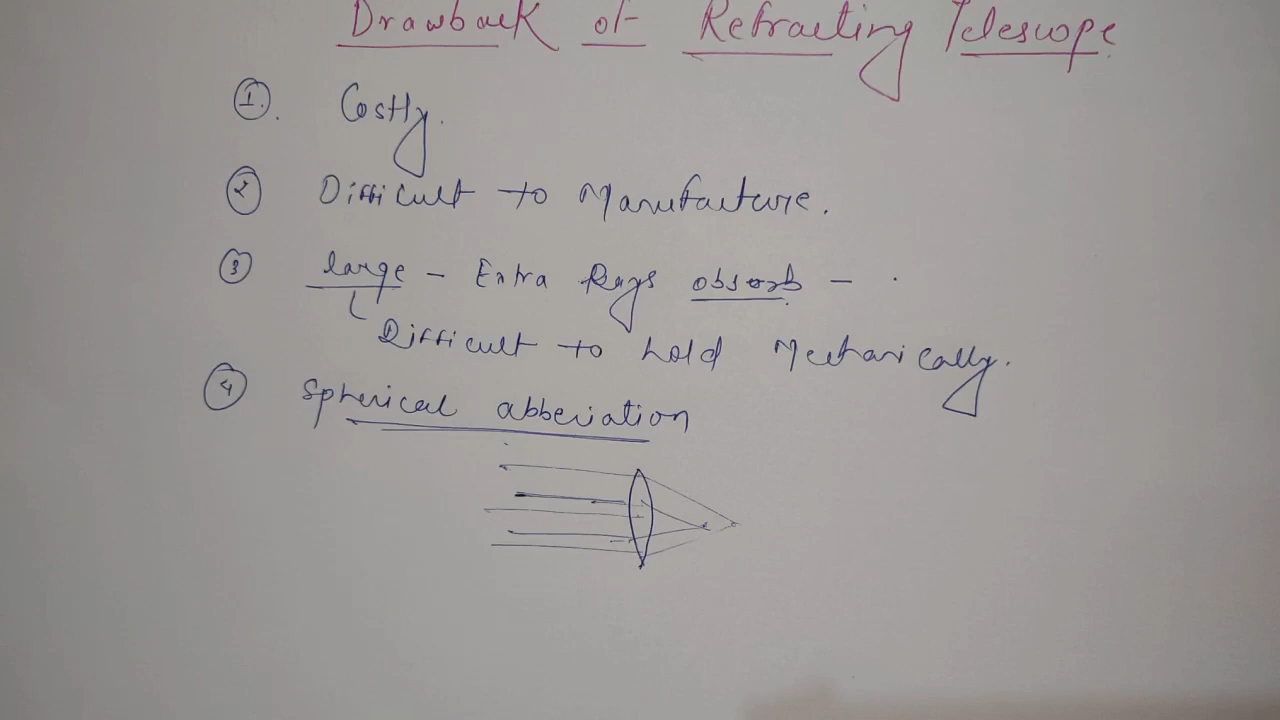 Drawback of Refracting Telescope
1. Costly.
2 Difficult to Manufacture.
3 large - Extra Rays obsorb -
Difficult to hold Mechanically.
4 Spherical abberiation